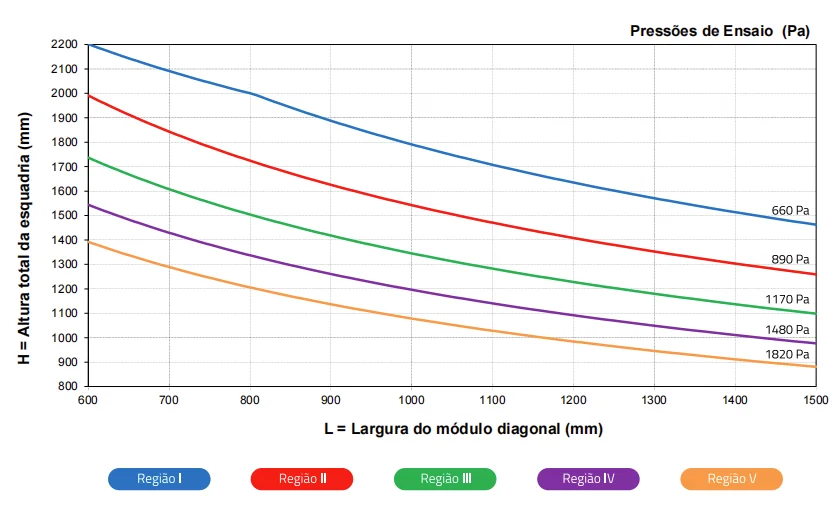 Pressões de Ensaio (Pa)
H = Altura total da esquadria (mm)
2200
2100
2000
1900
1800
1700
1600
1500
1400
1300
1200
1100
1000
900
800
660 Pa
890 Pa
1170 Pa
1480 Pa
1820 Pa
600 700 800 900 1000 1100 1200 1300 1400 1500
L = Largura do módulo diagonal (mm)
Região I Região II Região III Região IV Região V